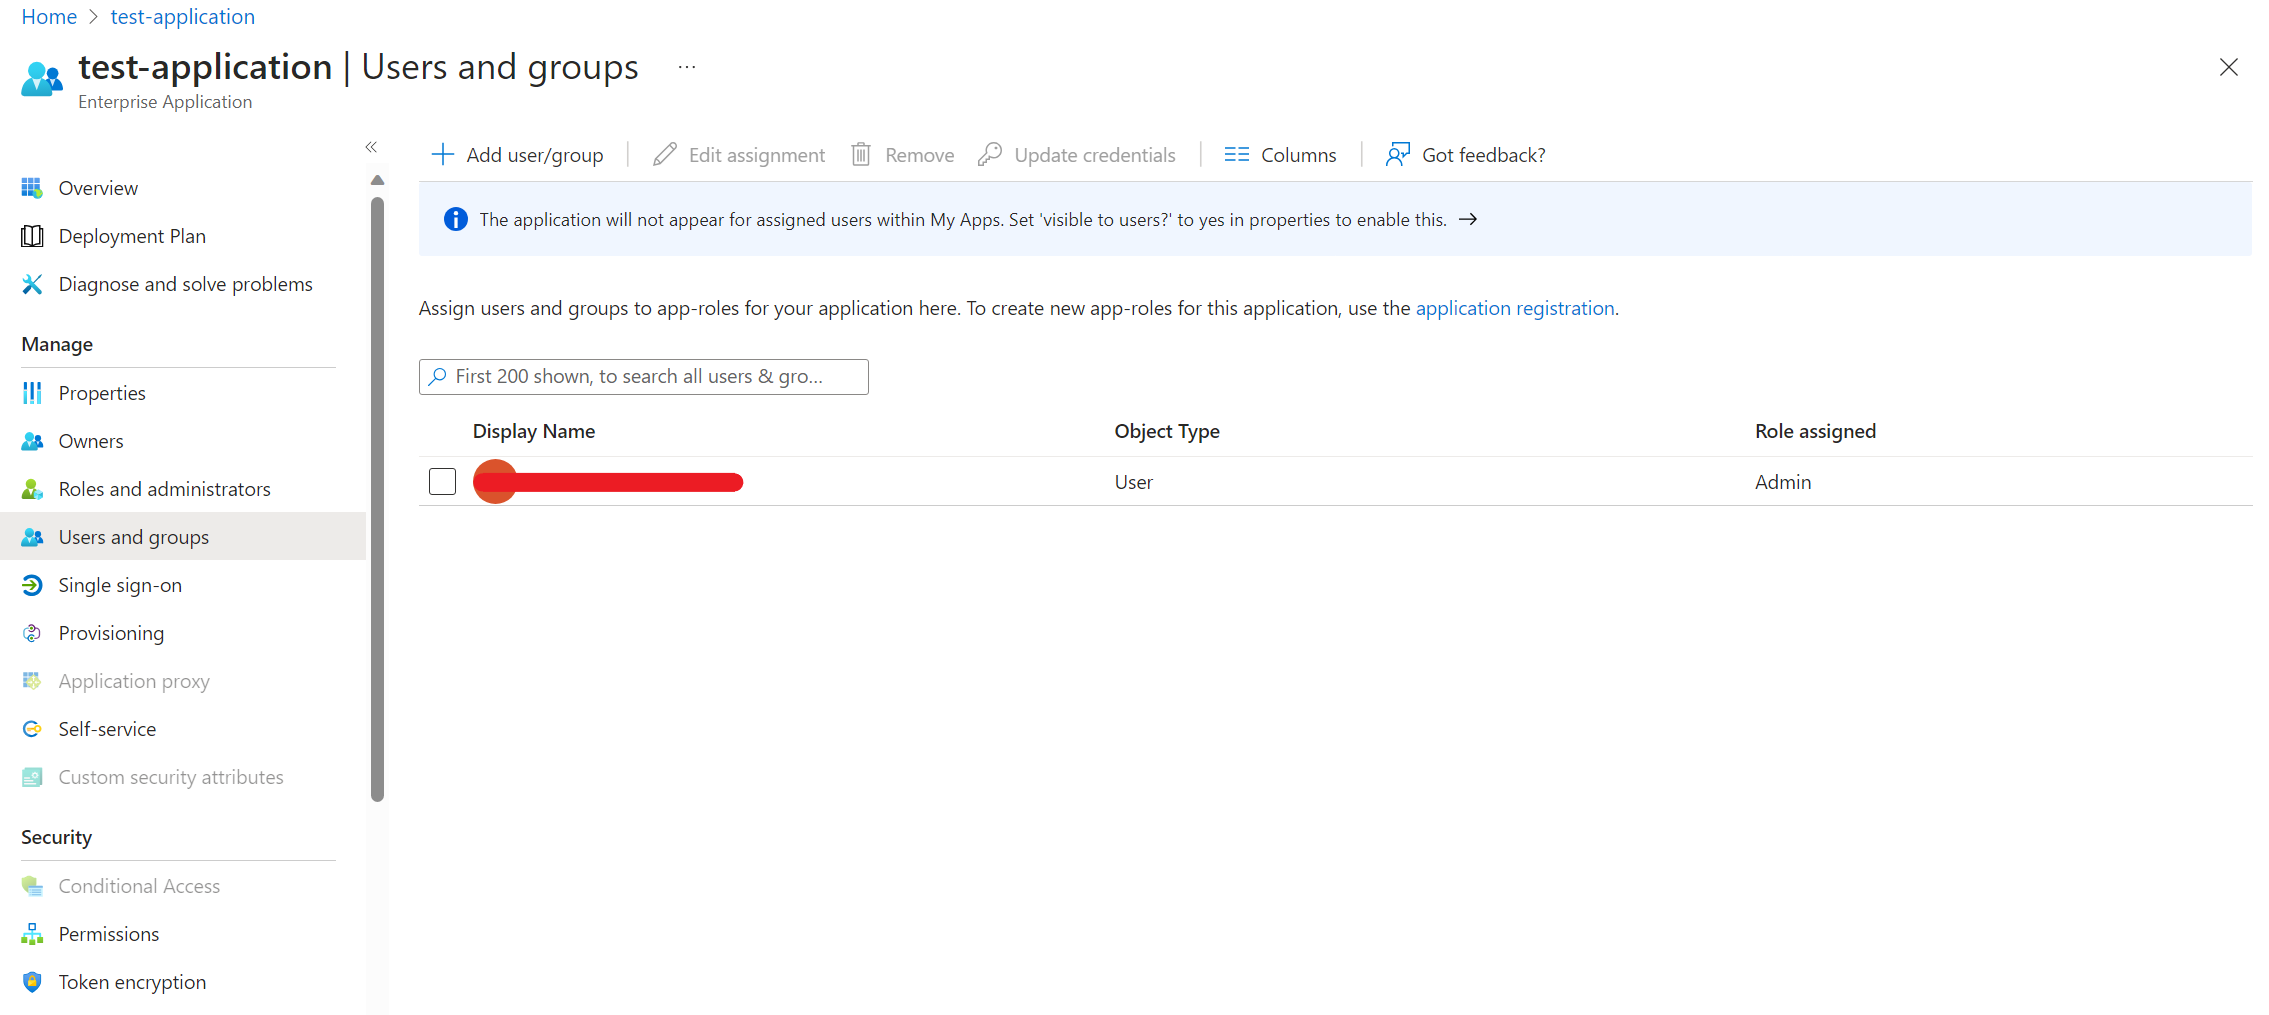 Home > test-application
test-application | Users and groups ...
Enterprise Application
«
Overview
Deployment Plan
Diagnose and solve problems
Manage
Properties
Owners
Roles and administrators
Users and groups
Single sign-on
Provisioning
Application proxy
Self-service
Custom security attributes
Security
Conditional Access
Permissions
Token encryption
Add user/group
Edit assignment
Remove
Update credentials
Columns
Got feedback?
The application will not appear for assigned users within My Apps. Set 'visible to users?' to yes in properties to enable this. →
Assign users and groups to app-roles for your application here. To create new app-roles for this application, use the application registration.
First 200 shown, to search all users & gro...
Display Name Object Type Role assigned
User Admin